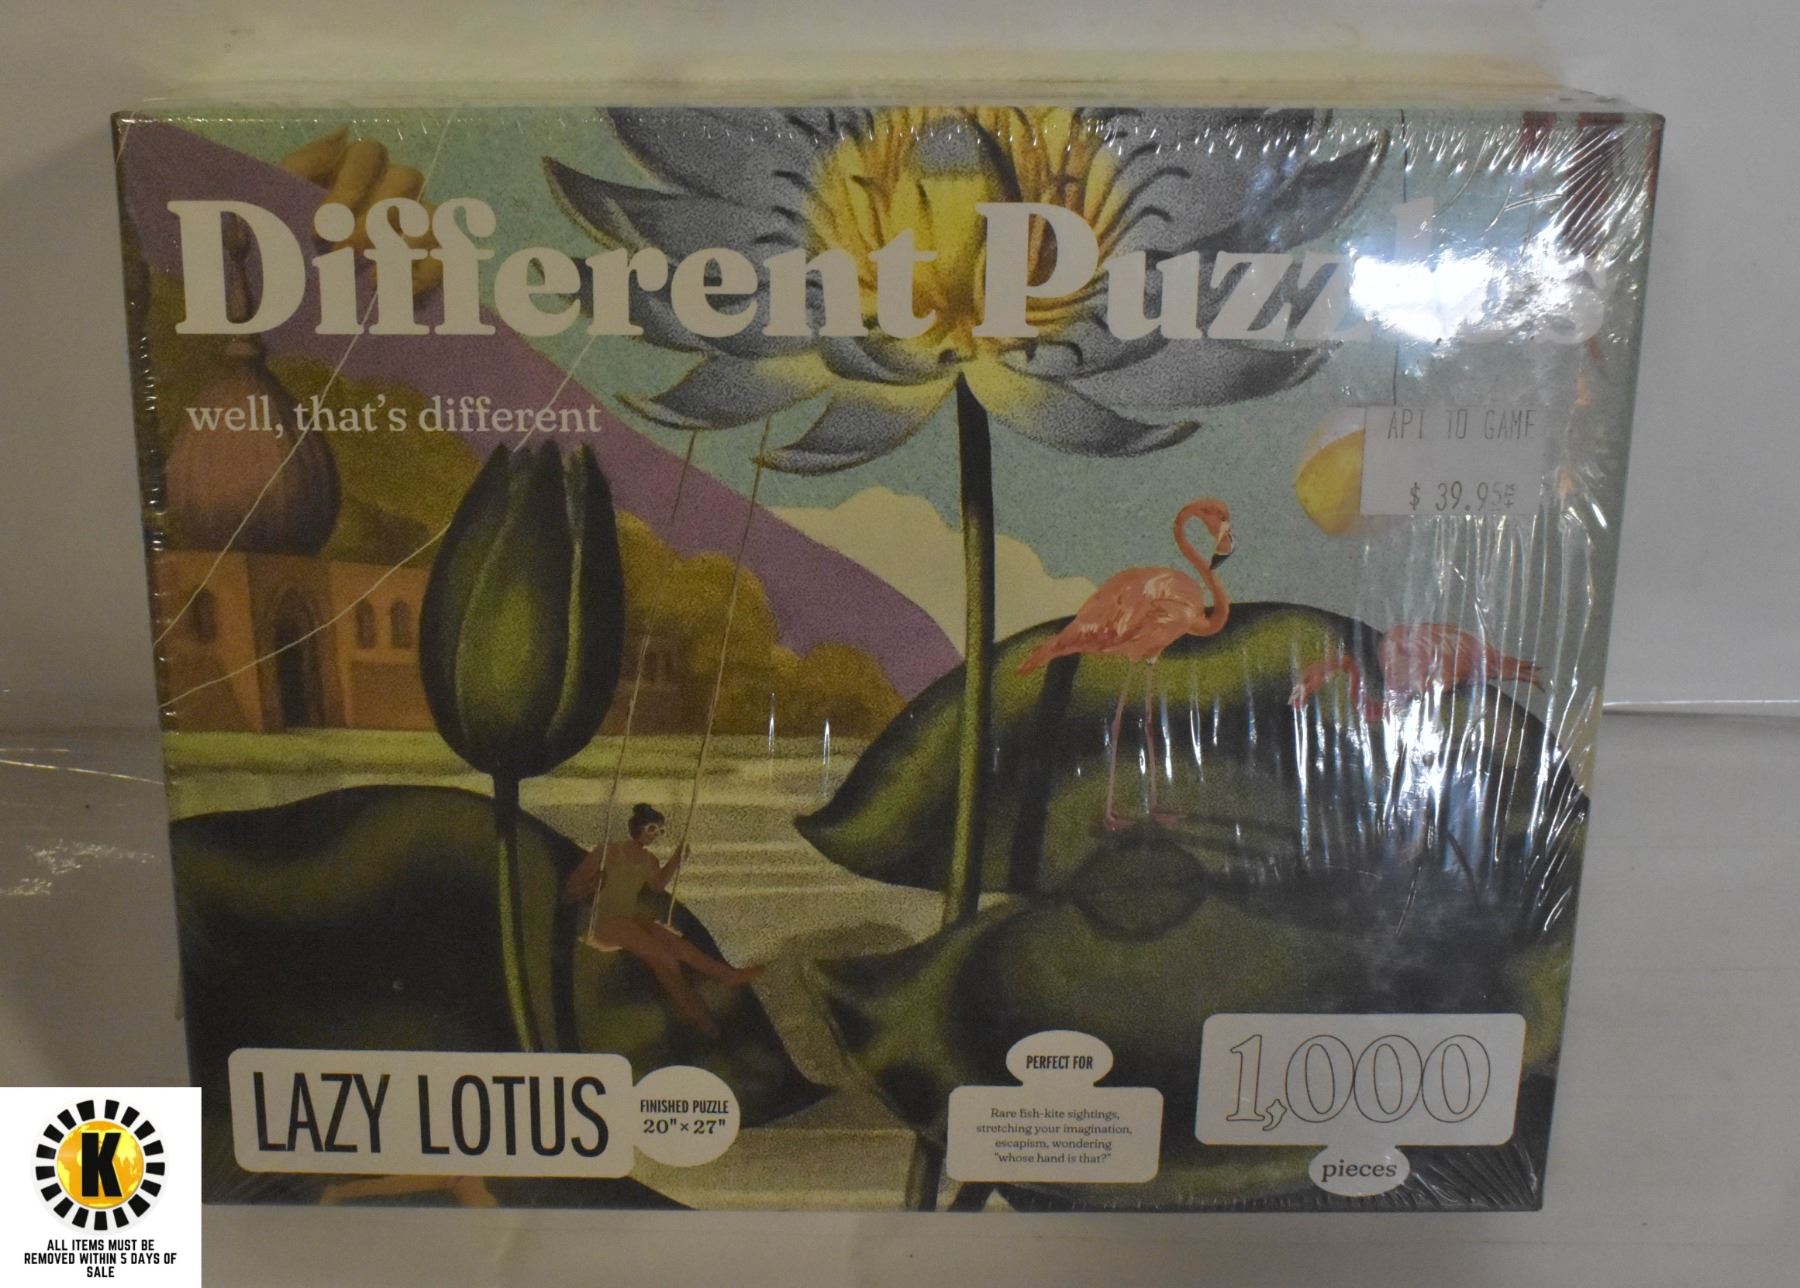 Different Puzzles
well, that's different
API TO GAME
$ 39.95
LAZY LOTUS
FINISHED PUZZLE
20" × 27"
PERFECT FOR
Rare fish-kite sightings,
stretching your imagination,
escapism, wondering
"whose hand is that?"
1,000
pieces
K
ALL ITEMS MUST BE
REMOVED WITHIN 5 DAYS OF
SALE